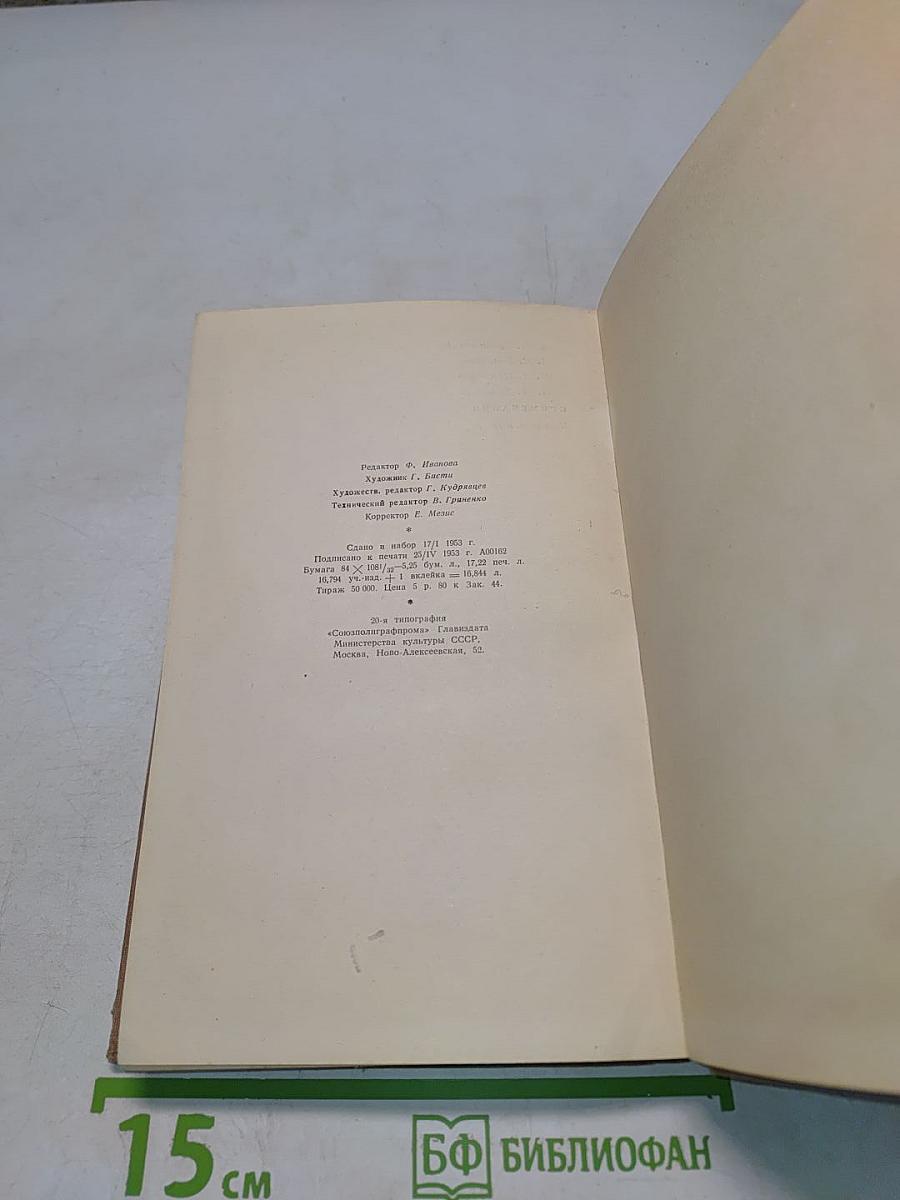 Редактор Ф. Иванова
Художник Г. Бисти
Художеств. редактор Г. Кудрявцев
Технический редактор В. Гриненко
Корректор Е. Мезис
*
Сдано в набор 17/I 1953 г.
Подписано к печати 25/IV 1953 г. А00162
Бумага 84 × 108¹/₃₂—5,25 бум. л., 17,22 печ. л.
16,794 уч.-изд. + 1 вклейка = 16,844 л.
Тираж 50 000. Цена 5 р. 80 к Зак. 44.
*
20-я типография
«Союзполиграфпрома» Главиздата
Министерства культуры СССР,
Москва, Ново-Алексеевская, 52.
15 см
БФ БИБЛИОФАН